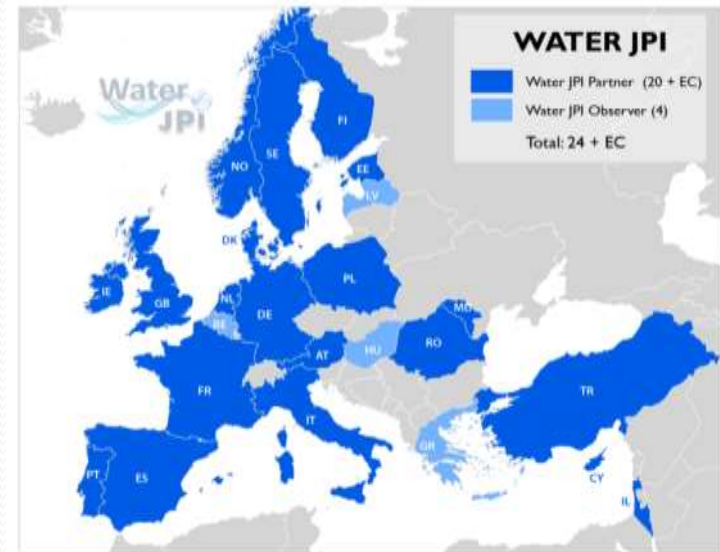 WATER JPI
Water JPI Partner (20 + EC)
Water JPI Observer (4)
Total: 24 + EC
Water
JPI
FI
NO
SE
EE
LV
DK
IE
GB
NL
PL
BE
DE
MD
FR
AT
HU
RO
IT
TR
GR
PT
ES
CY
IL